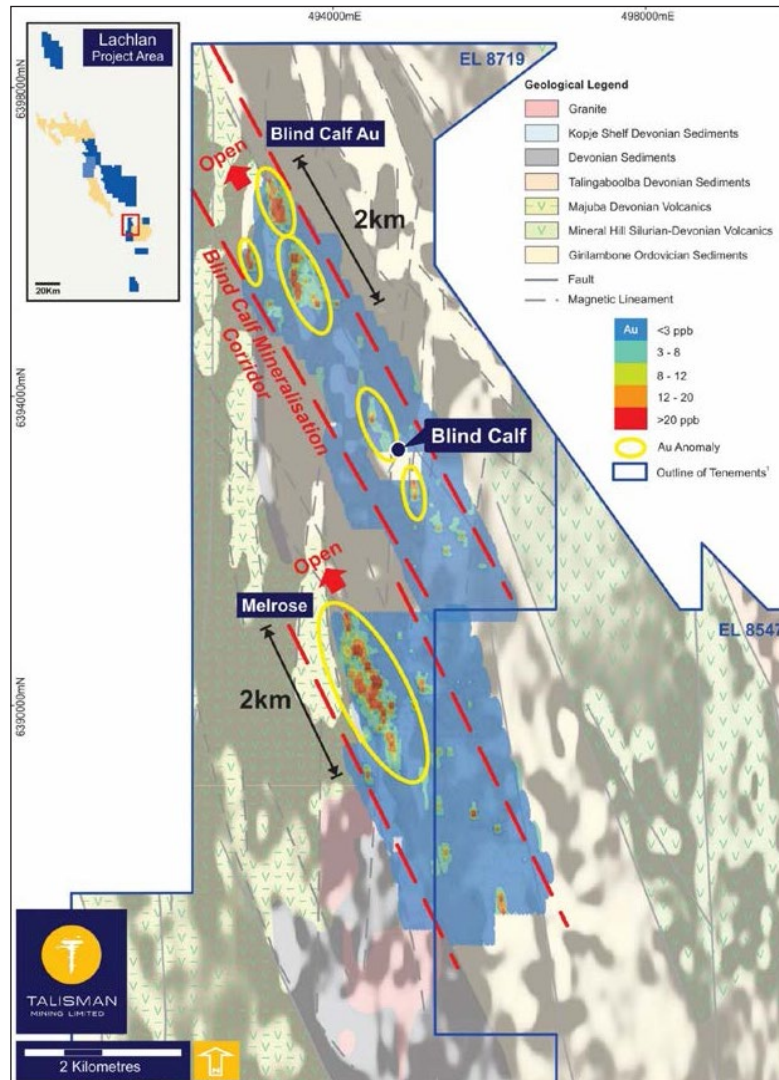 494000mE
498000mE
Lachlan
Project Area
20Km
EL 8719
6398000mN
Geological Legend
Granite
Kopje Shelf Devonian Sediments
Devonian Sediments
Talingaboolba Devonian Sediments
Majuba Devonian Volcanics
Mineral Hill Silurian-Devonian Volcanics
Girilambone Ordovician Sediments
Fault
Magnetic Lineament
Au
<3 ppb
3 - 8
8 - 12
12 - 20
>20 ppb
Au Anomaly
Outline of Tenements¹
Blind Calf Au
Open
2km
Blind Calf Mineralisation
Corridor
6394000mN
Blind Calf
Open
Melrose
EL 8547
2km
6390000mN
TALISMAN
MINING LIMITED
2 Kilometres